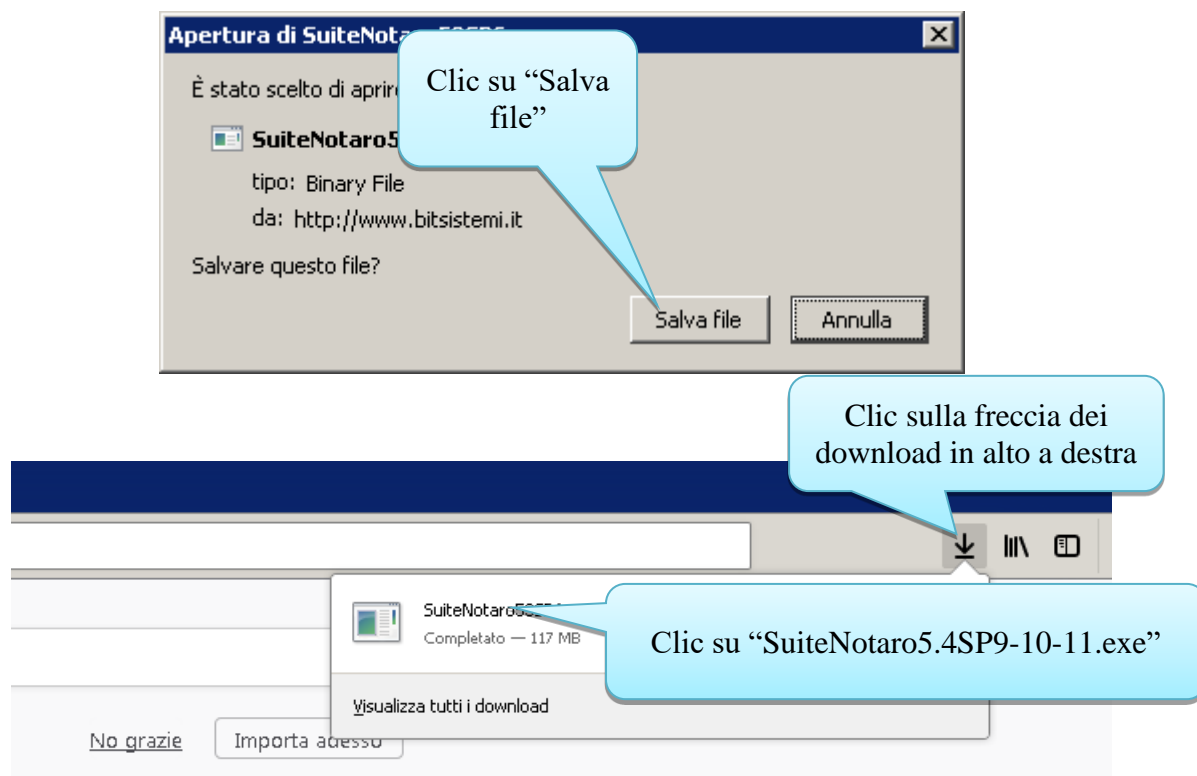 Apertura di SuiteNota
Clic su “Salva
file”
È stato scelto di aprire
SuiteNotaro5
tipo: Binary File
da: http://www.bitsistemi.it
Salvare questo file?
Salva file
Annulla
Clic sulla freccia dei
download in alto a destra
SuiteNotaro
Completato — 117 MB
Clic su “SuiteNotaro5.4SP9-10-11.exe”
Visualizza tutti i download
No grazie
Importa adesso